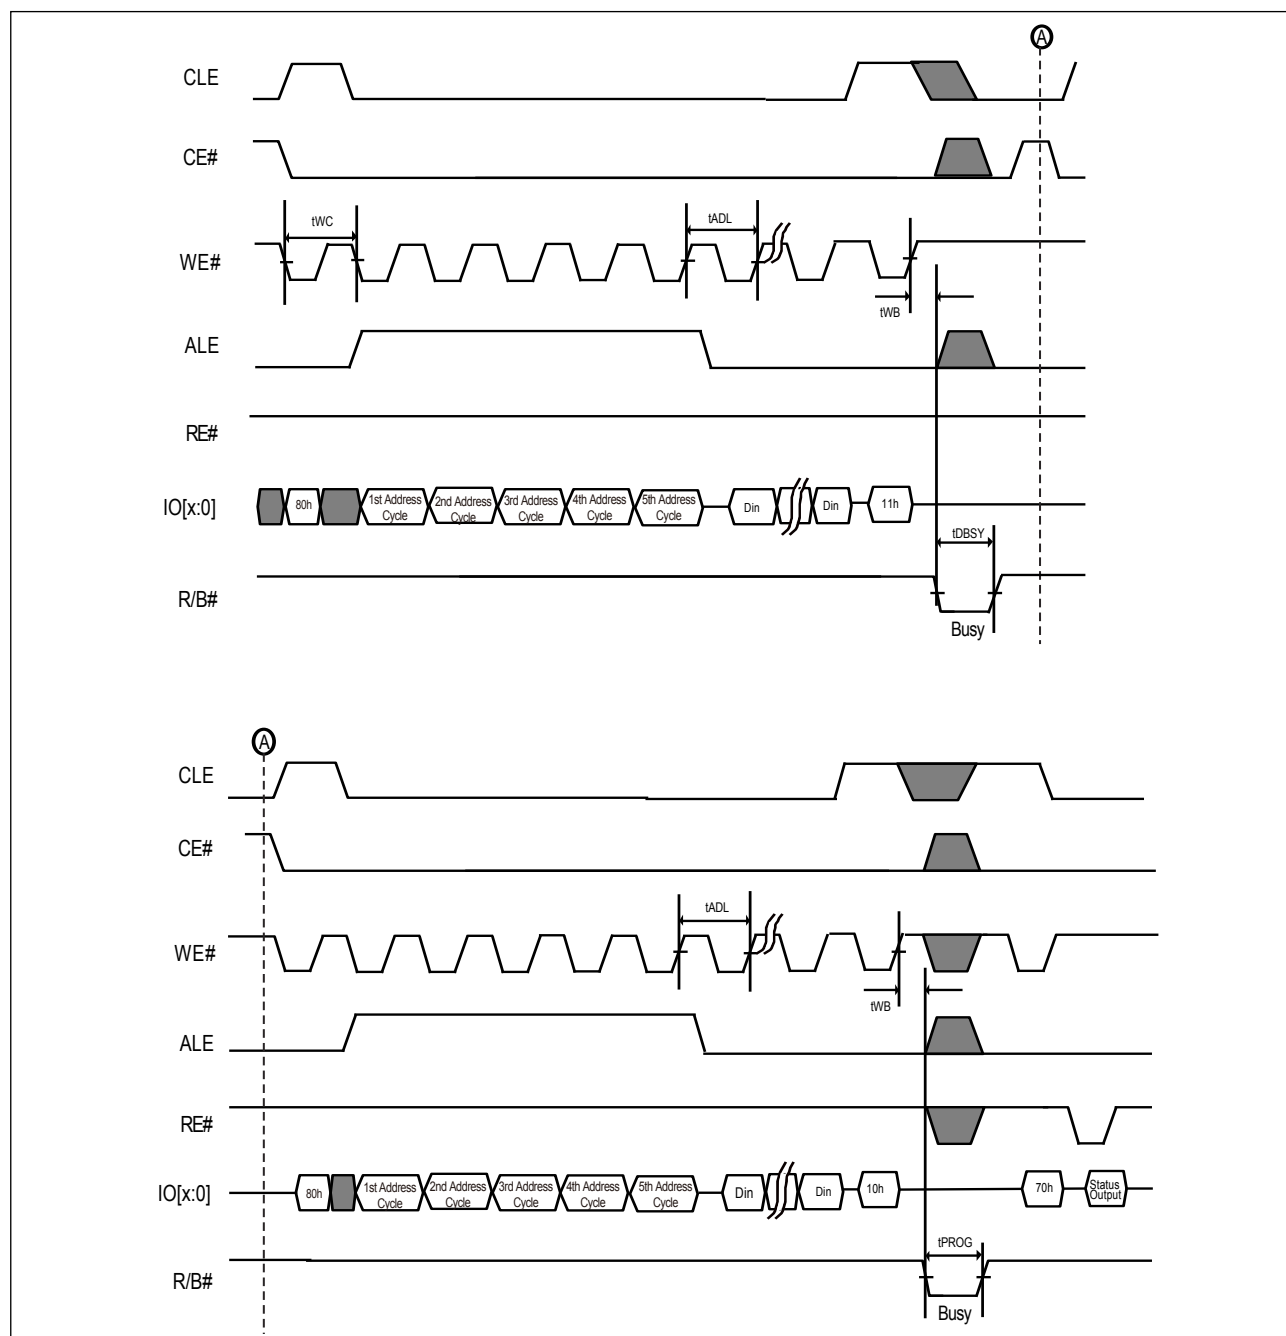 A
CLE
CE#
tWC
tADL
WE#
tWB
ALE
RE#
IO[x:0]
80h
1st Address
Cycle
2nd Address
Cycle
3rd Address
Cycle
4th Address
Cycle
5th Address
Cycle
Din
Din
11h
tDBSY
R/B#
Busy
A
CLE
CE#
tADL
WE#
tWB
ALE
RE#
IO[x:0]
80h
1st Address
Cycle
2nd Address
Cycle
3rd Address
Cycle
4th Address
Cycle
5th Address
Cycle
Din
Din
10h
70h
Status
Output
tPROG
R/B#
Busy